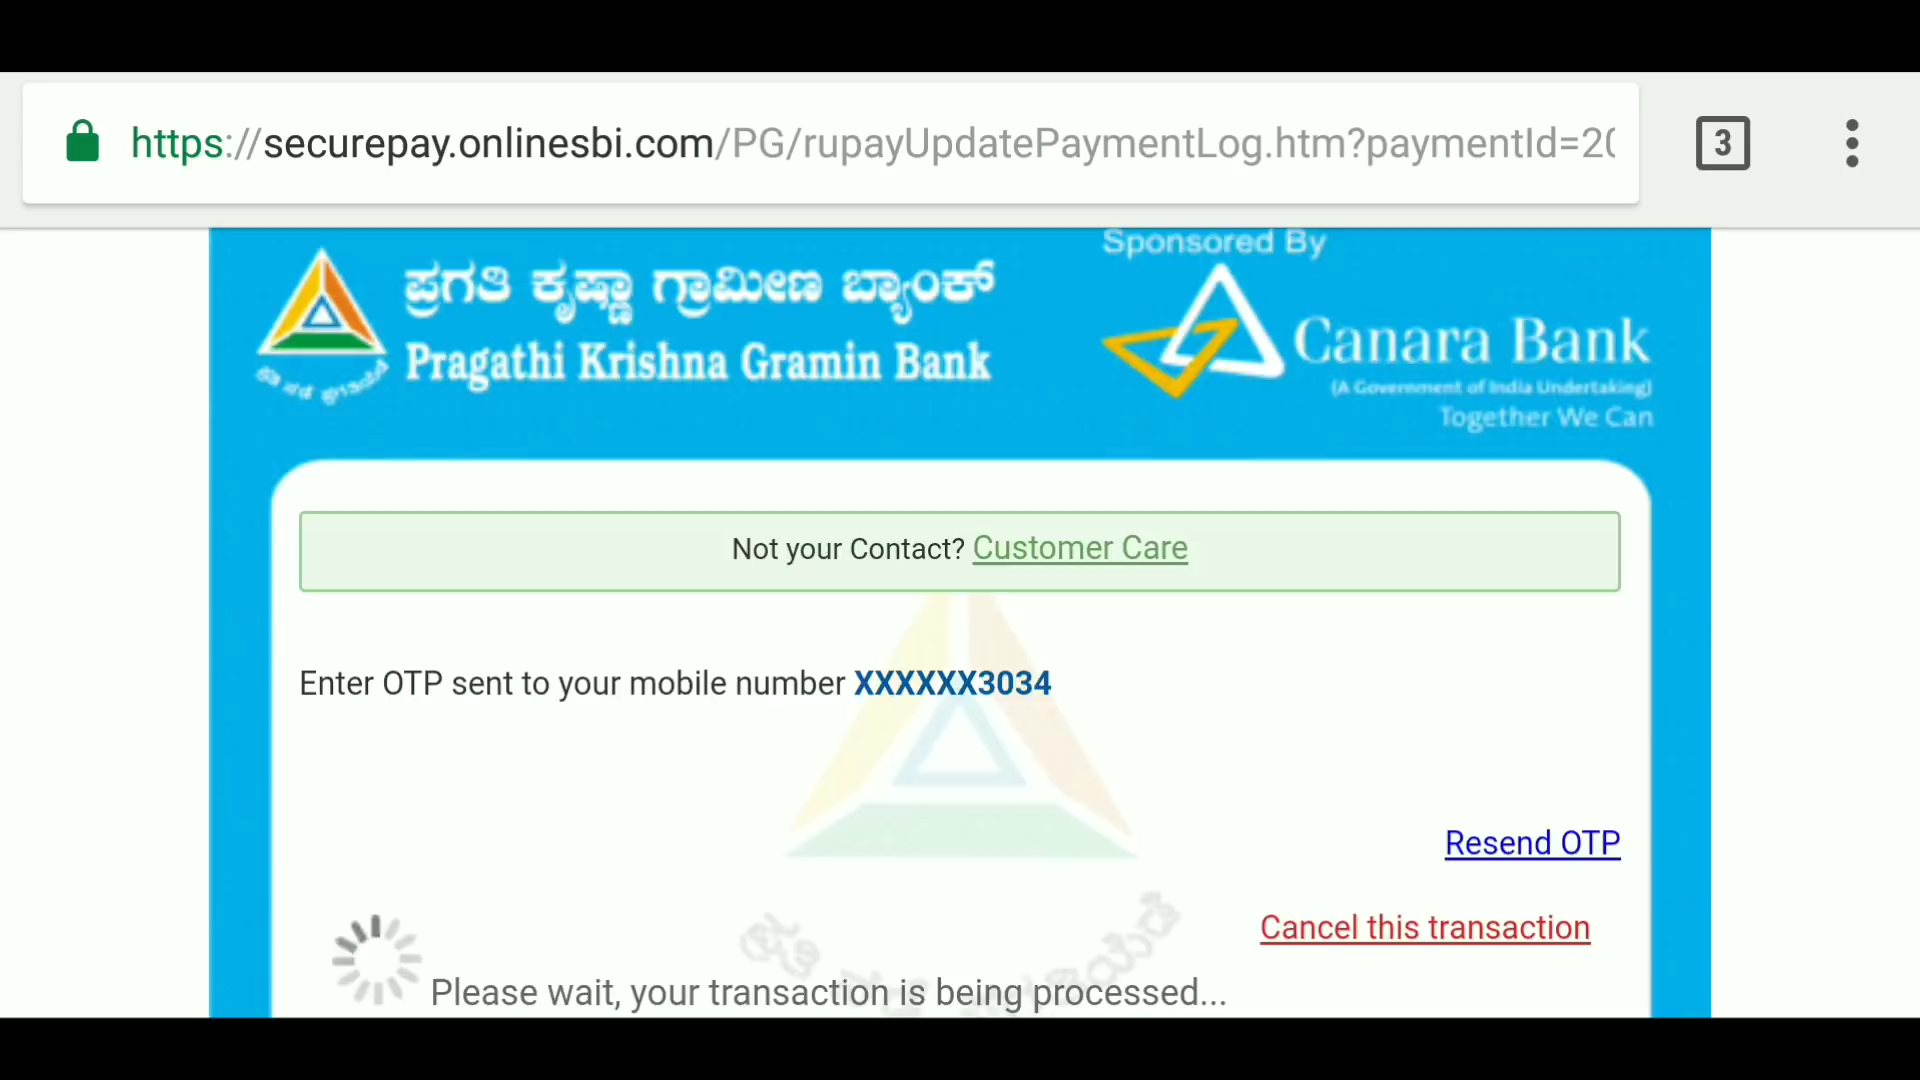 https://securepay.onlinesbi.com/PG/rupayUpdatePaymentLog.htm?paymentId=20
3
Sponsored By
ಪ್ರಗತಿ ಕೃಷ್ಣಾ ಗ್ರಾಮೀಣ ಬ್ಯಾಂಕ್
Pragathi Krishna Gramin Bank
Canara Bank
(A Government of India Undertaking)
Together We Can
Not your Contact? Customer Care
Enter OTP sent to your mobile number XXXXXX3034
Resend OTP
Cancel this transaction
Please wait, your transaction is being processed...